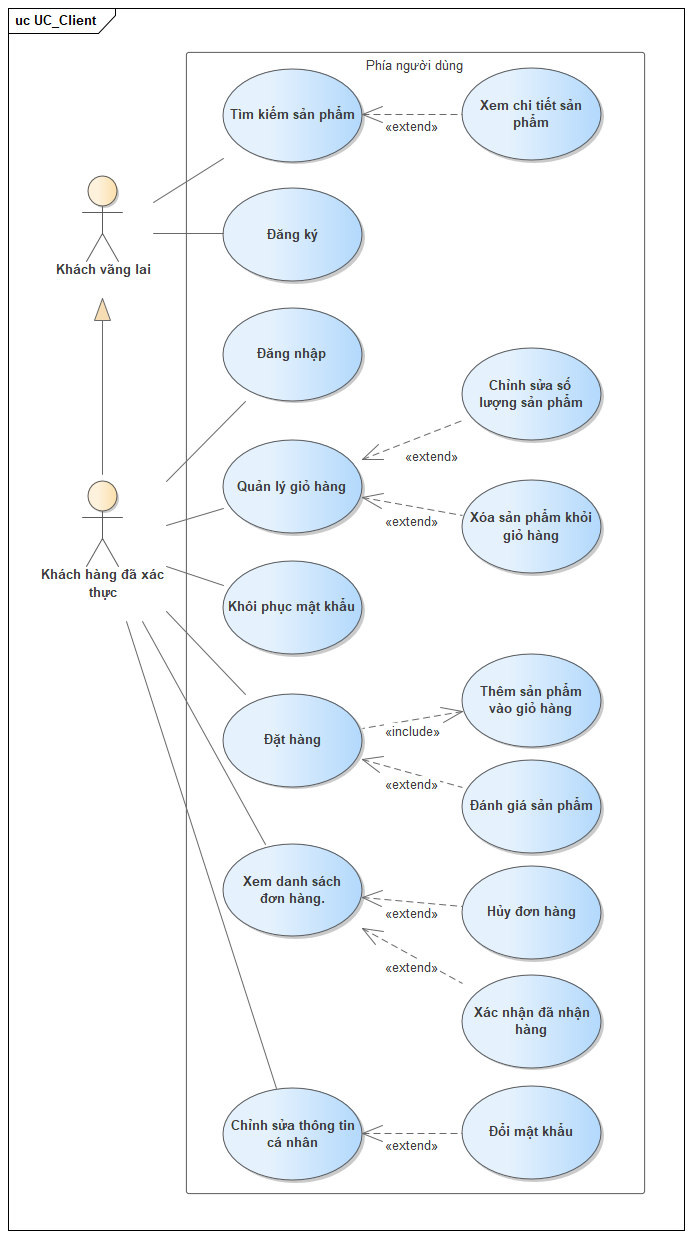 uc UC_Client
Phía người dùng
Tìm kiếm sản phẩm
Xem chi tiết sản
phẩm
«extend»
Khách vãng lai
Đăng ký
Đăng nhập
Chỉnh sửa số
lượng sản phẩm
«extend»
Quản lý giỏ hàng
Xóa sản phẩm khỏi
giỏ hàng
«extend»
Khách hàng đã xác
thực
Khôi phục mật khẩu
Thêm sản phẩm
vào giỏ hàng
«include»
Đặt hàng
«extend»
Đánh giá sản phẩm
Xem danh sách
đơn hàng.
Hủy đơn hàng
«extend»
«extend»
Xác nhận đã nhận
hàng
Chỉnh sửa thông tin
cá nhân
Đổi mật khẩu
«extend»